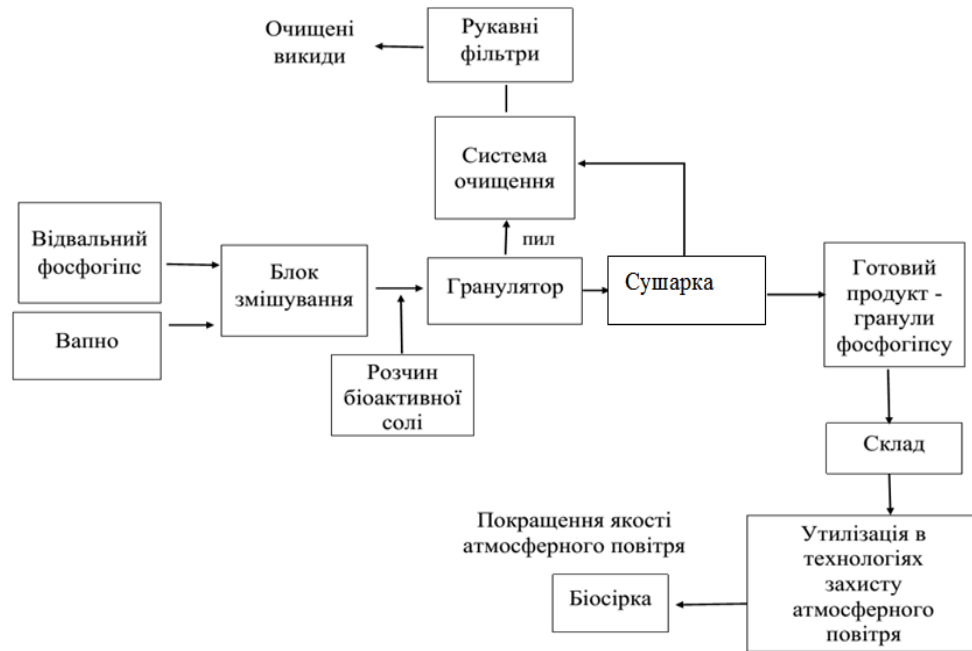 Очищені
викиди
Рукавні
фільтри
Система
очищення
пил
Відвальний
фосфогіпс
Вапно
Блок
змішування
Розчин
біоактивної
солі
Гранулятор
Сушарка
Готовий
продукт -
гранули
фосфогіпсу
Склад
Утилізація в
технологіях
захисту
атмосферного
повітря
Покращення якості
атмосферного повітря
Біосірка